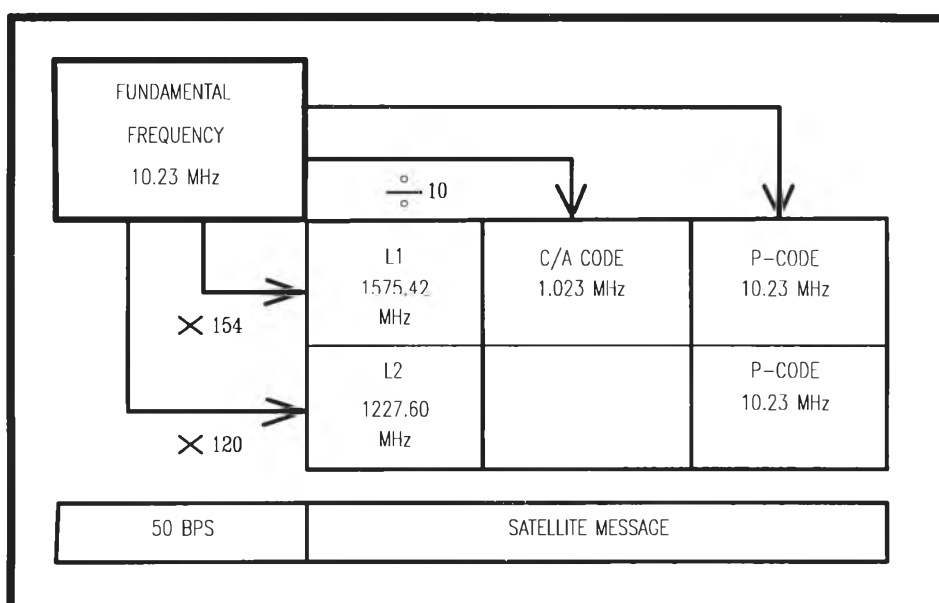 FUNDAMENTAL
FREQUENCY
10.23 MHz
÷ 10
L1
1575.42
MHz
C/A CODE
1.023 MHz
P-CODE
10.23 MHz
× 154
L2
1227.60
MHz
P-CODE
10.23 MHz
× 120
50 BPS
SATELLITE MESSAGE